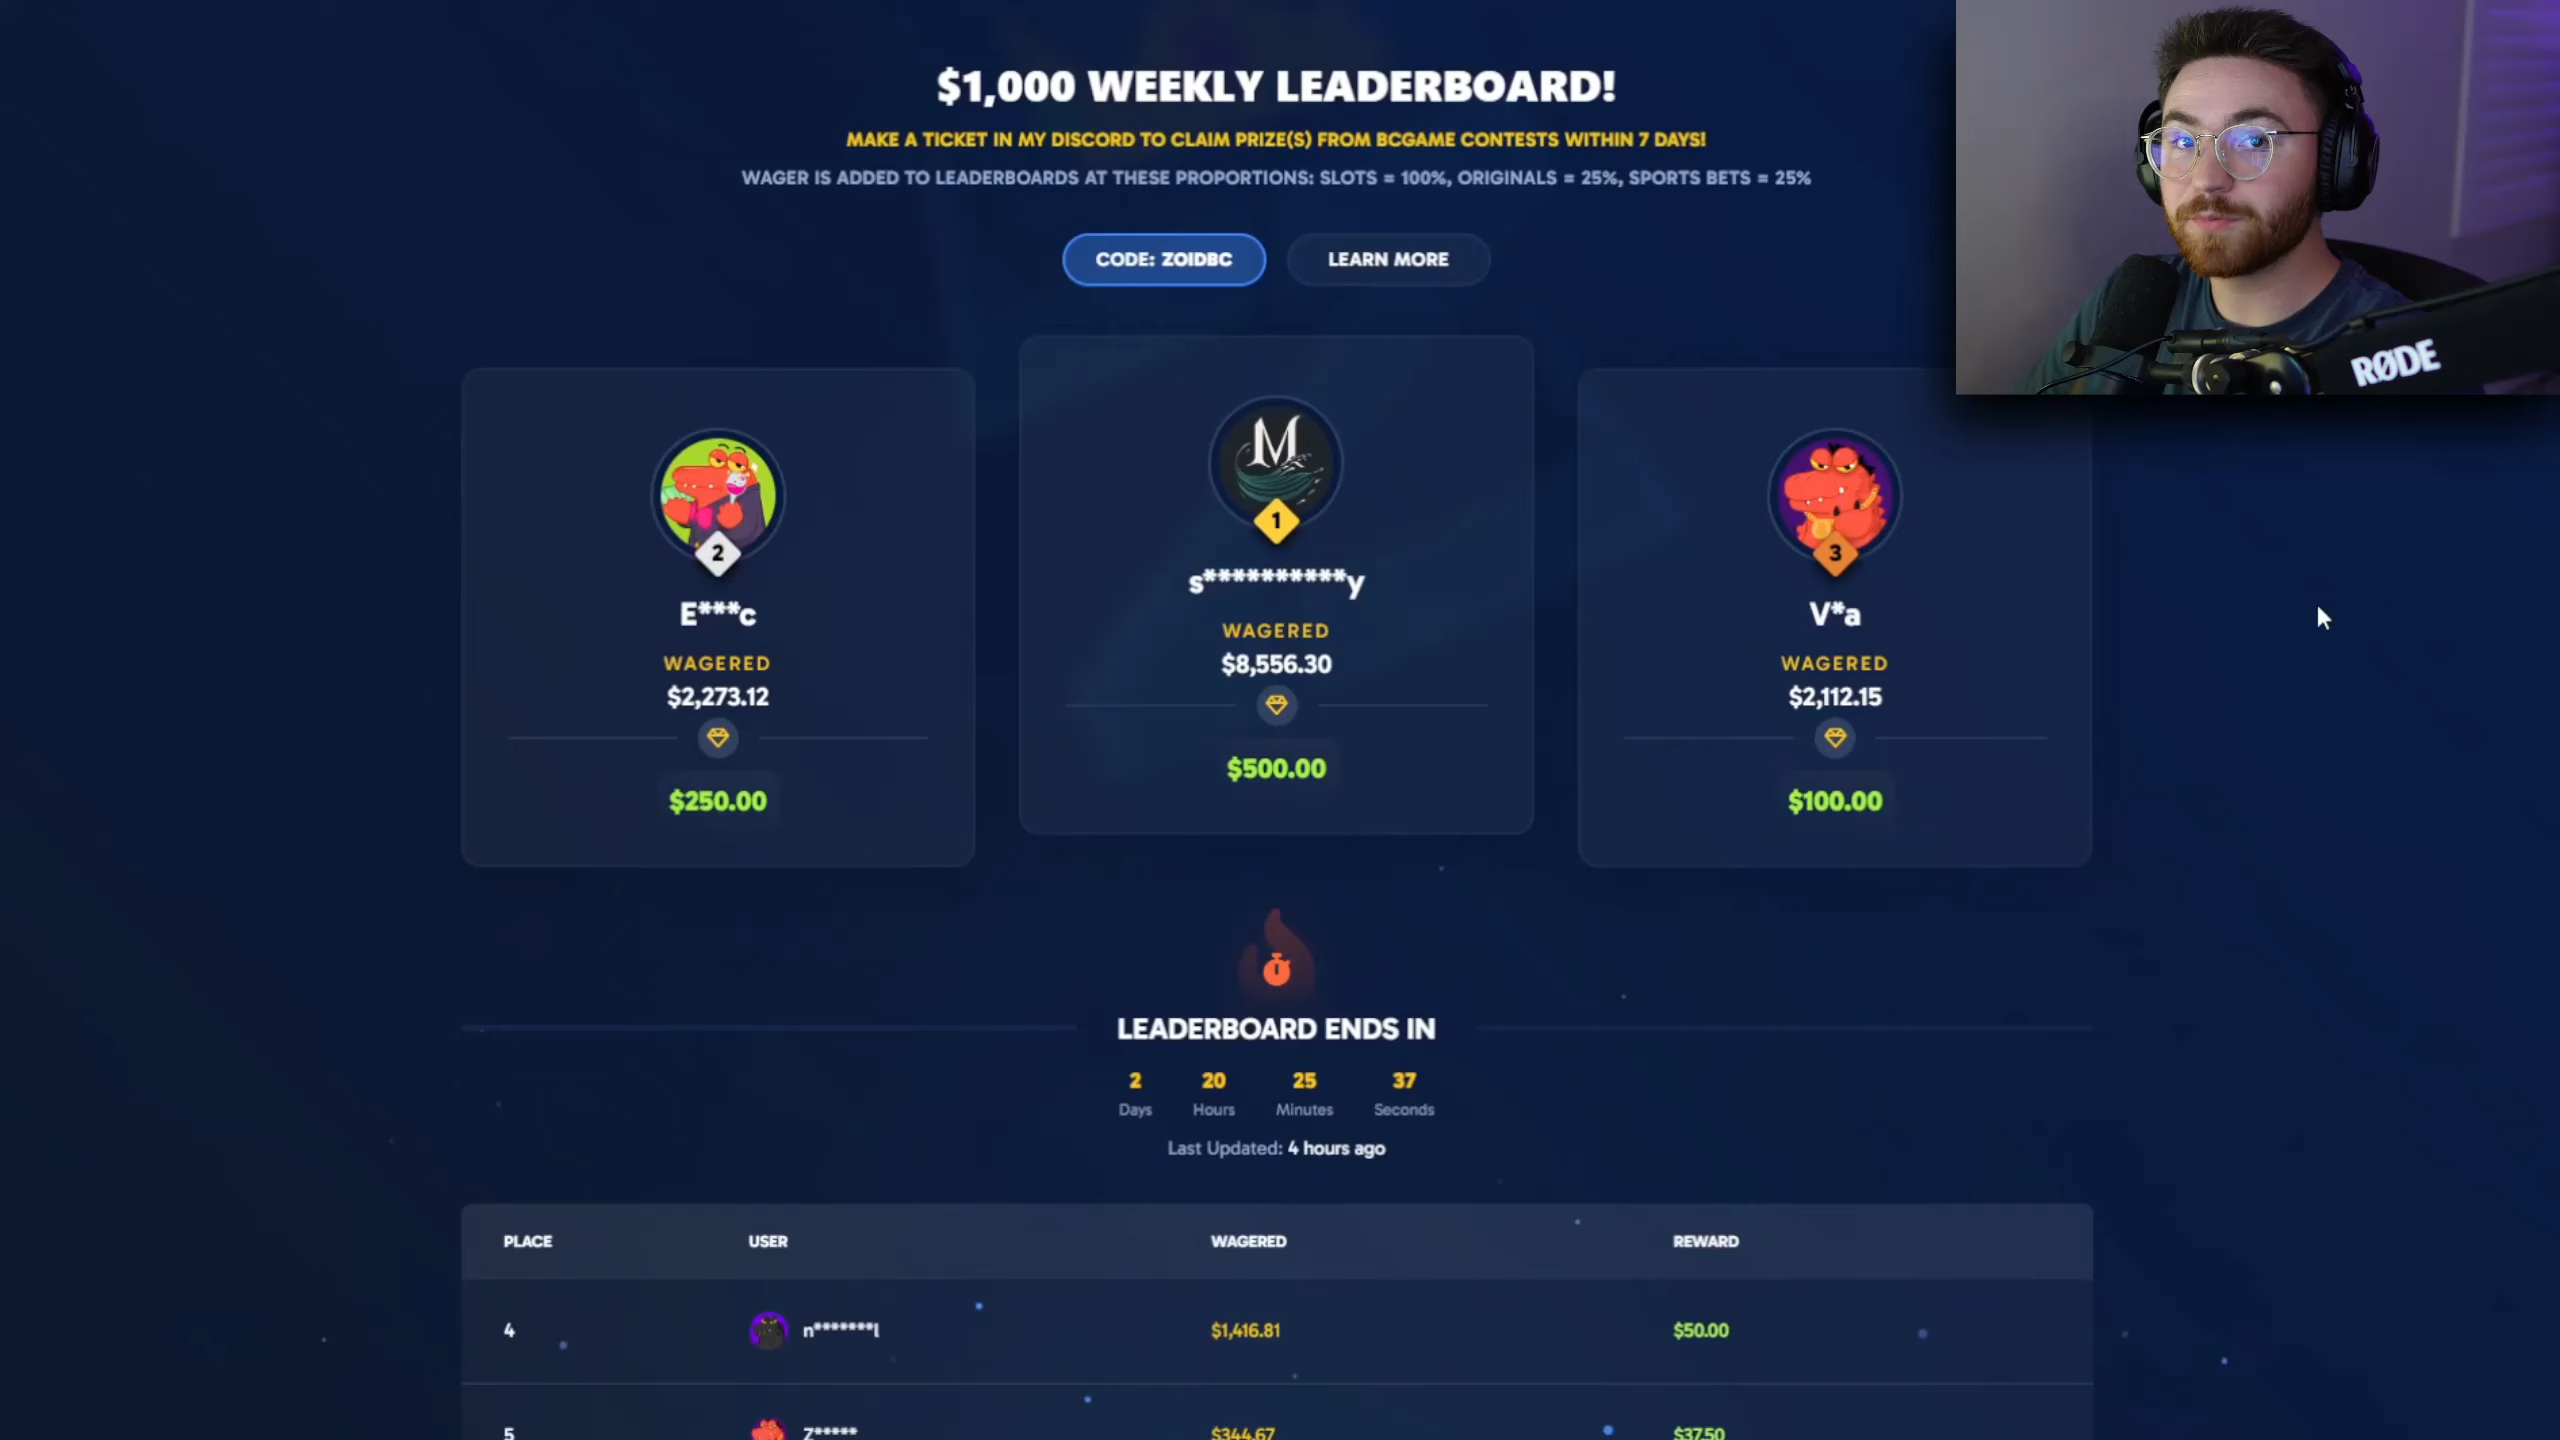 $1,000 WEEKLY LEADERBOARD!
MAKE A TICKET IN MY DISCORD TO CLAIM PRIZE(S) FROM BCGAME CONTESTS WITHIN 7 DAYS!
WAGER IS ADDED TO LEADERBOARDS AT THESE PROPORTIONS: SLOTS = 100%, ORIGINALS = 25%, SPORTS BETS = 25%
CODE: ZOIDBC
LEARN MORE
RØDE
2
E***c
WAGERED
$2,273.12
$250.00
M
1
s**********y
WAGERED
$8,556.30
$500.00
3
V*a
WAGERED
$2,112.15
$100.00
LEADERBOARD ENDS IN
2 20 25 37
Days Hours Minutes Seconds
Last Updated: 4 hours ago
PLACE USER WAGERED REWARD
4 n*******l $1,416.81 $50.00
5 Z***** $344.67 $37.50